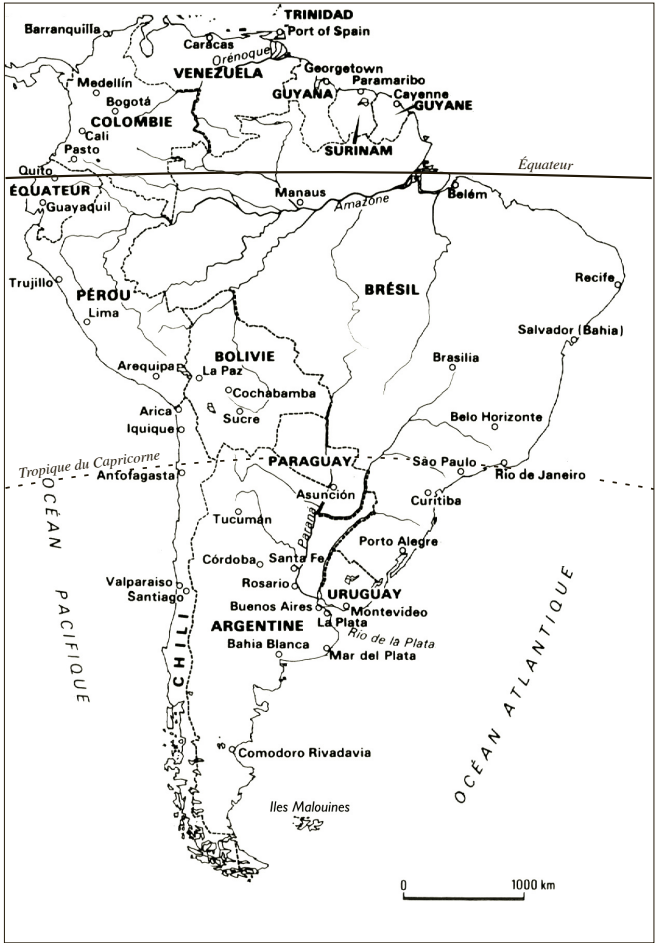 TRINIDAD
Barranquilla
Port of Spain
Caracas
Orénoque
VENEZUELA
Georgetown
Medellín
Paramaribo
GUYANA
Cayenne
Bogotá
GUYANE
COLOMBIE
Cali
Pasto
SURINAM
Équateur
Quito
ÉQUATEUR
Manaus
Belém
Guayaquil
Amazone
Trujillo
PÉROU
BRÉSIL
Recife
Lima
Salvador (Bahia)
BOLIVIE
Brasilia
Arequipa
La Paz
Cochabamba
Arica
Sucre
Belo Horizonte
Iquique
Tropique du Capricorne
PARAGUAY
São Paulo
Rio de Janeiro
Antofagasta
Asunción
Curitiba
OCÉAN PACIFIQUE
Tucumán
Paraná
Porto Alegre
Córdoba
Santa Fe
Valparaiso
Rosario
Santiago
URUGUAY
Buenos Aires
Montevideo
La Plata
CHILI
ARGENTINE
Rio de la Plata
Bahia Blanca
Mar del Plata
OCÉAN ATLANTIQUE
Comodoro Rivadavia
Iles Malouines
0 1000 km